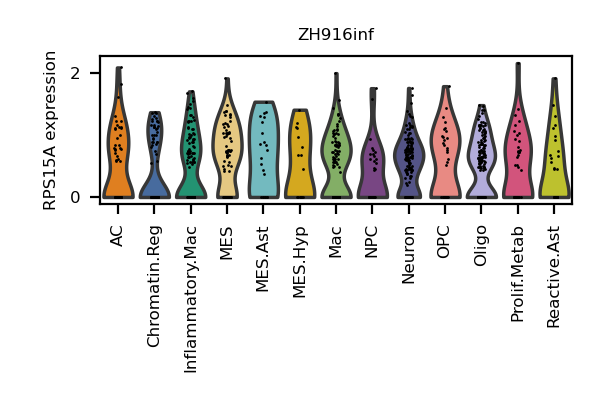 ZH916inf
RPS15A expression
2
0
AC
Chromatin.Reg
Inflammatory.Mac
MES
MES.Ast
MES.Hyp
Mac
NPC
Neuron
OPC
Oligo
Prolif.Metab
Reactive.Ast